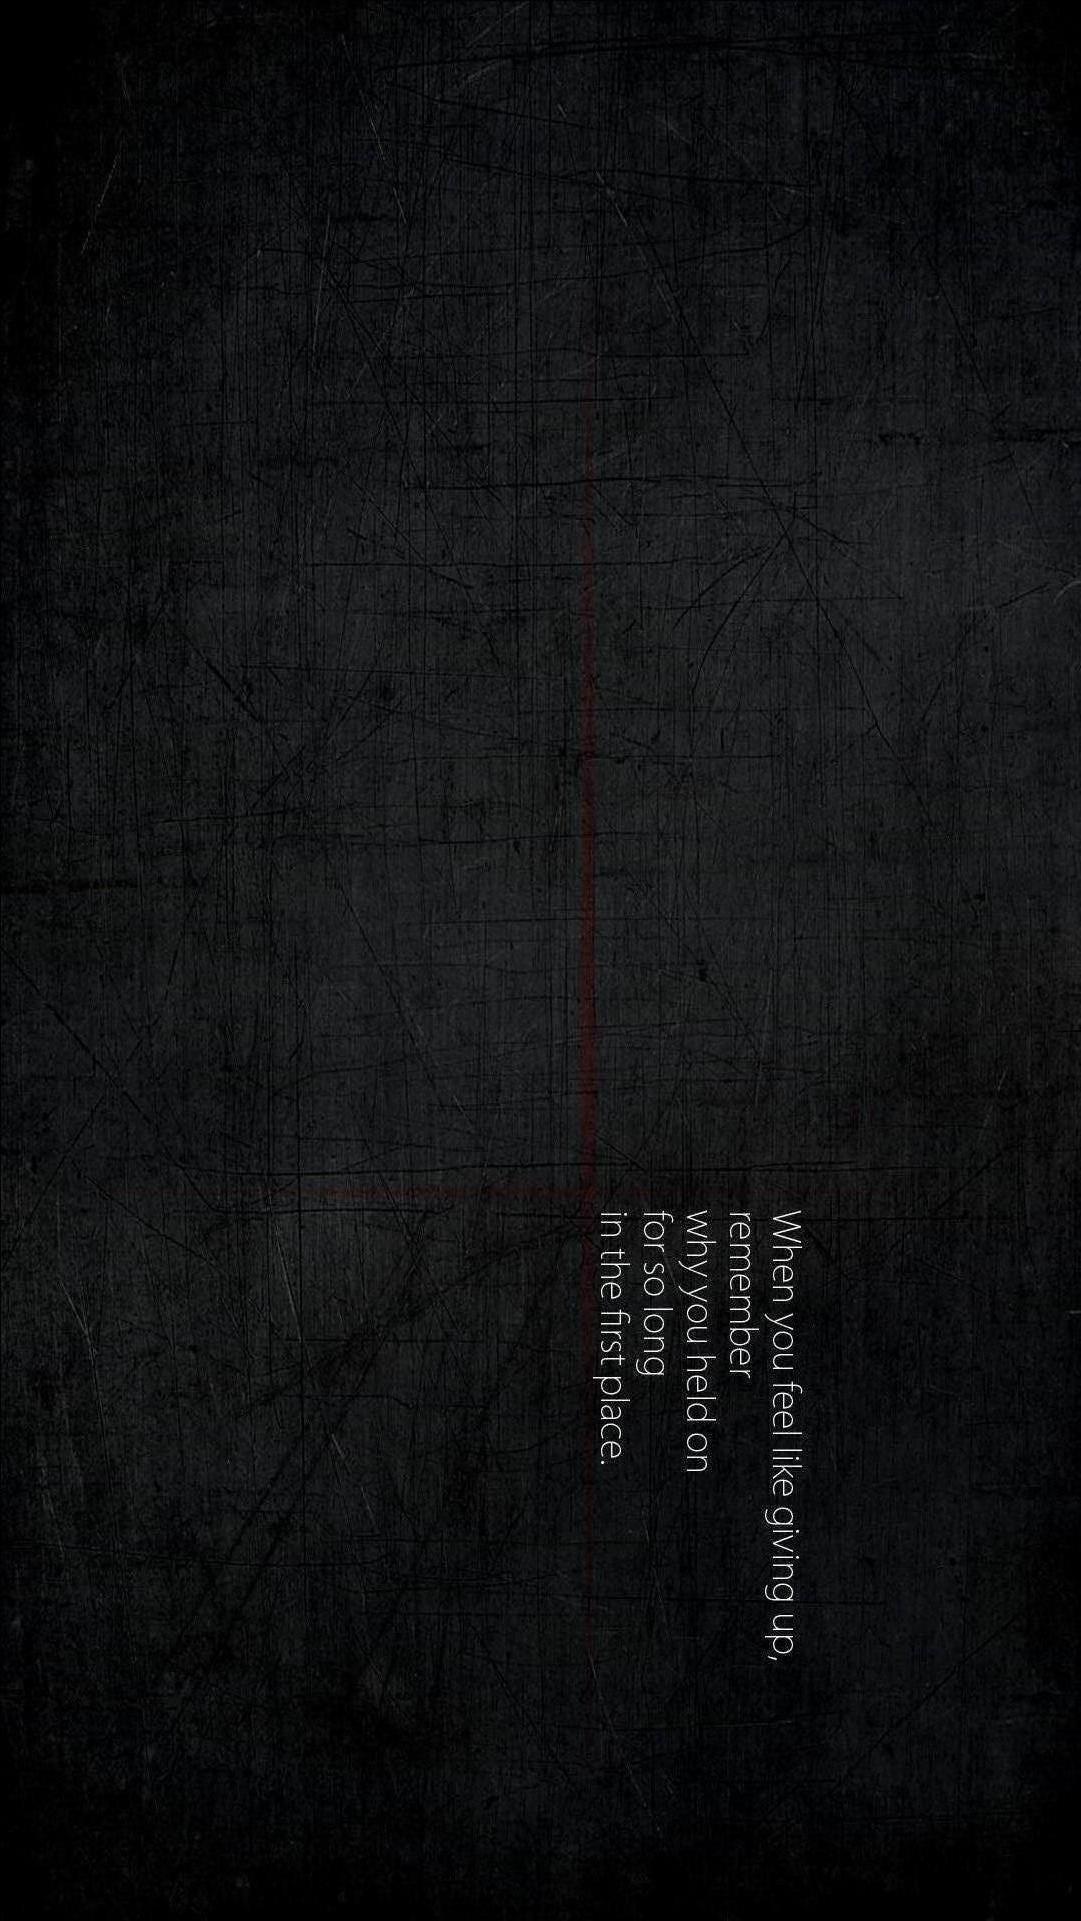 When you feel like giving up,
remember
why you held on
for so long
in the first place.